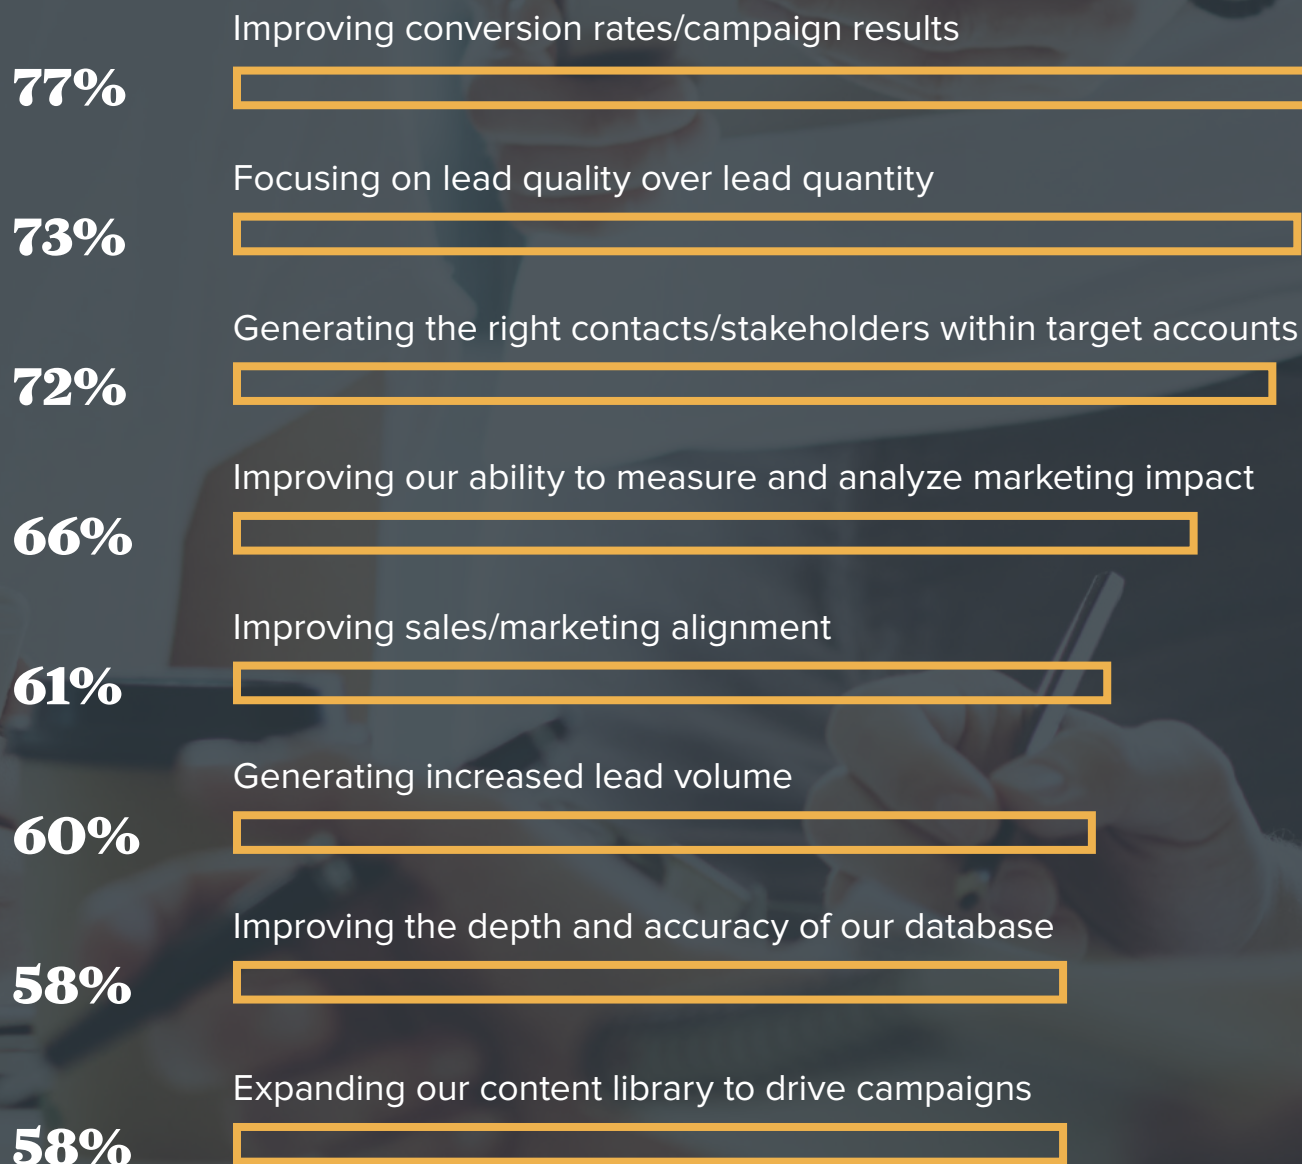 Improving conversion rates/campaign results
77%
Focusing on lead quality over lead quantity
73%
Generating the right contacts/stakeholders within target accounts
72%
Improving our ability to measure and analyze marketing impact
66%
Improving sales/marketing alignment
61%
Generating increased lead volume
60%
Improving the depth and accuracy of our database
58%
Expanding our content library to drive campaigns
58%